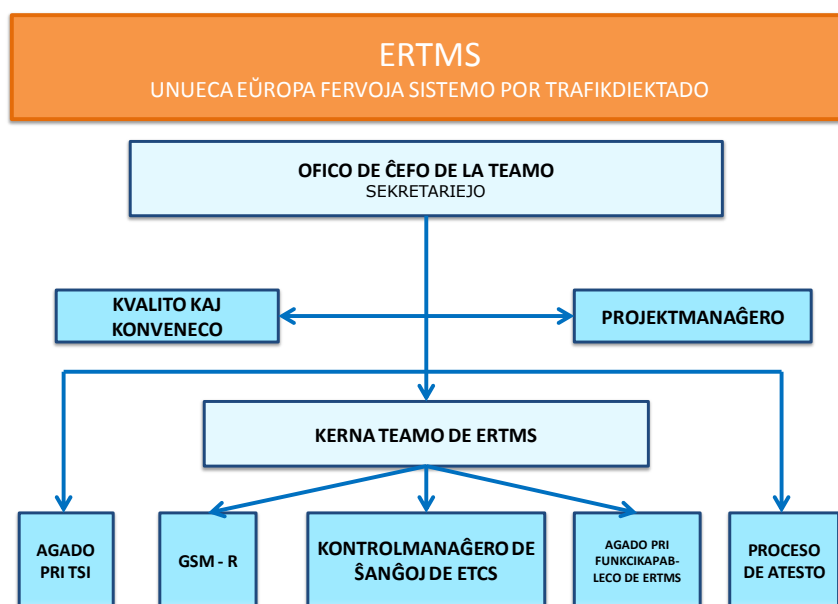 ERTMS
UNUECA EŬROPA FERVOJA SISTEMO POR TRAFIKDIEKTADO
OFICO DE ĈEFO DE LA TEAMO
SEKRETARIEJO
KVALITO KAJ
KONVENECO
PROJEKTMANAĜERO
KERNA TEAMO DE ERTMS
AGADO
PRI TSI
GSM - R
KONTROLMANAĜERO DE
ŜANĜOJ DE ETCS
AGADO PRI
FUNKCIKAPAB-
LECO DE ERTMS
PROCESO
DE ATESTO